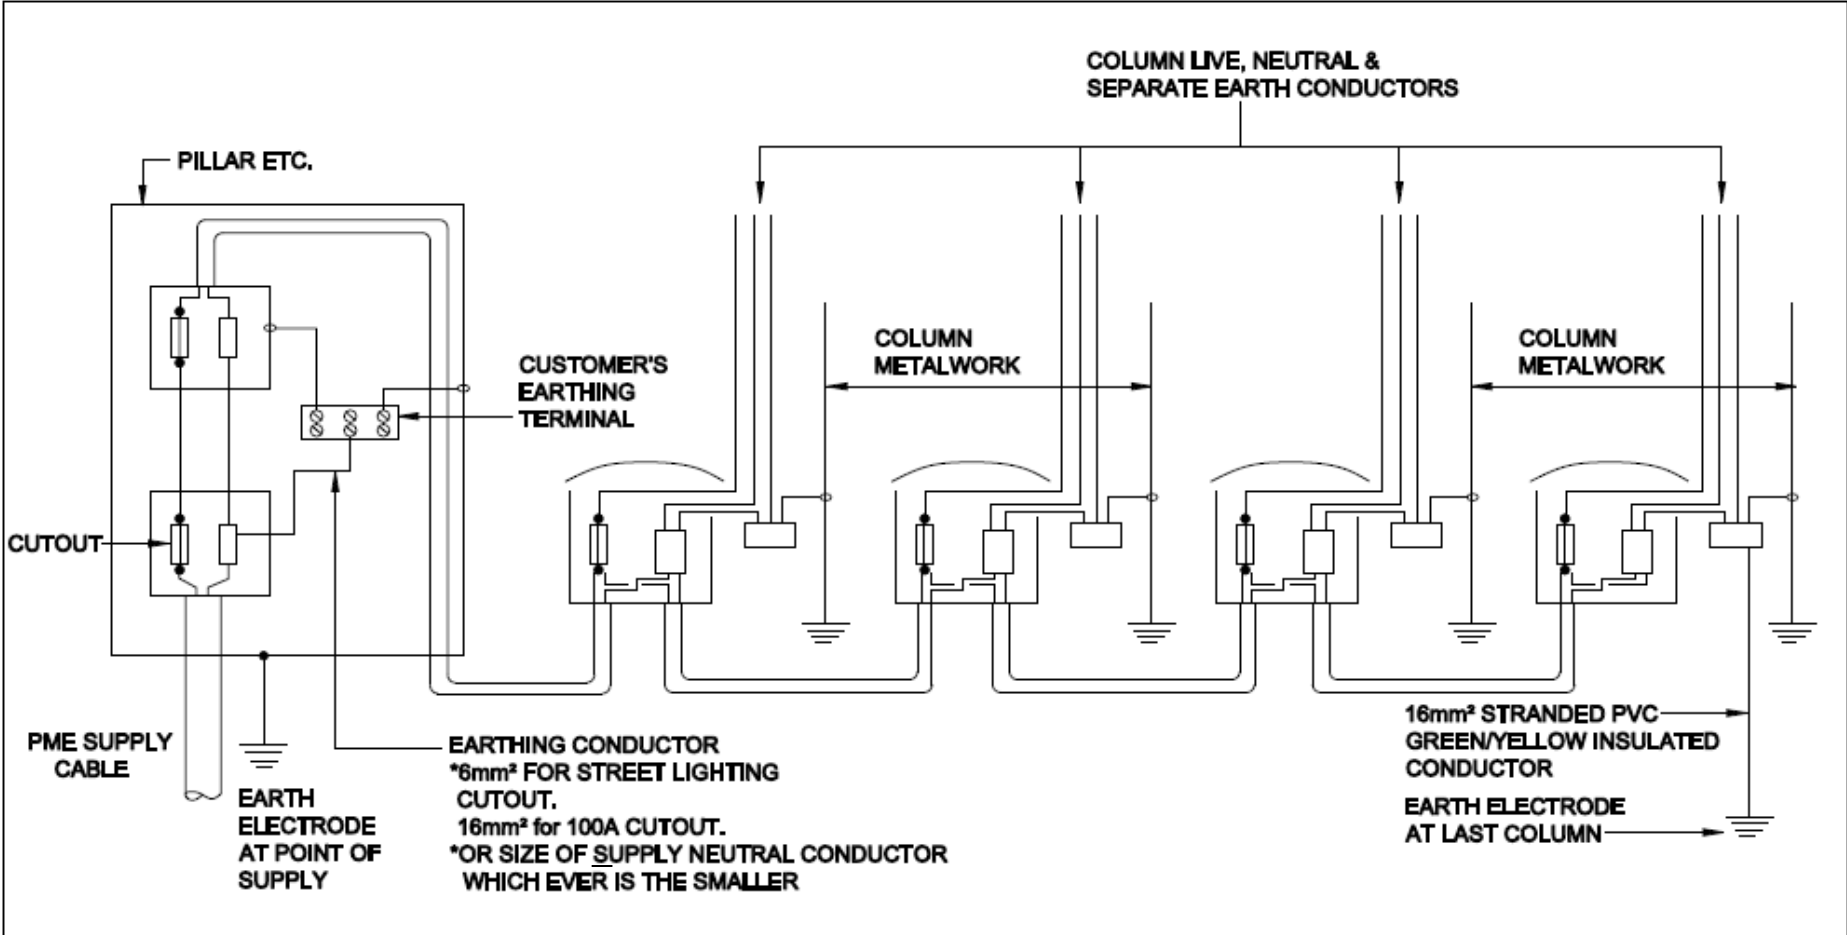 COLUMN LIVE, NEUTRAL &
SEPARATE EARTH CONDUCTORS
PILLAR ETC.
COLUMN
METALWORK
COLUMN
METALWORK
CUSTOMER'S
EARTHING
TERMINAL
CUTOUT
PME SUPPLY
CABLE
EARTH
ELECTRODE
AT POINT OF
SUPPLY
EARTHING CONDUCTOR
*6mm² FOR STREET LIGHTING
CUTOUT.
16mm² for 100A CUTOUT.
*OR SIZE OF SUPPLY NEUTRAL CONDUCTOR
WHICH EVER IS THE SMALLER
16mm² STRANDED PVC
GREEN/YELLOW INSULATED
CONDUCTOR
EARTH ELECTRODE
AT LAST COLUMN